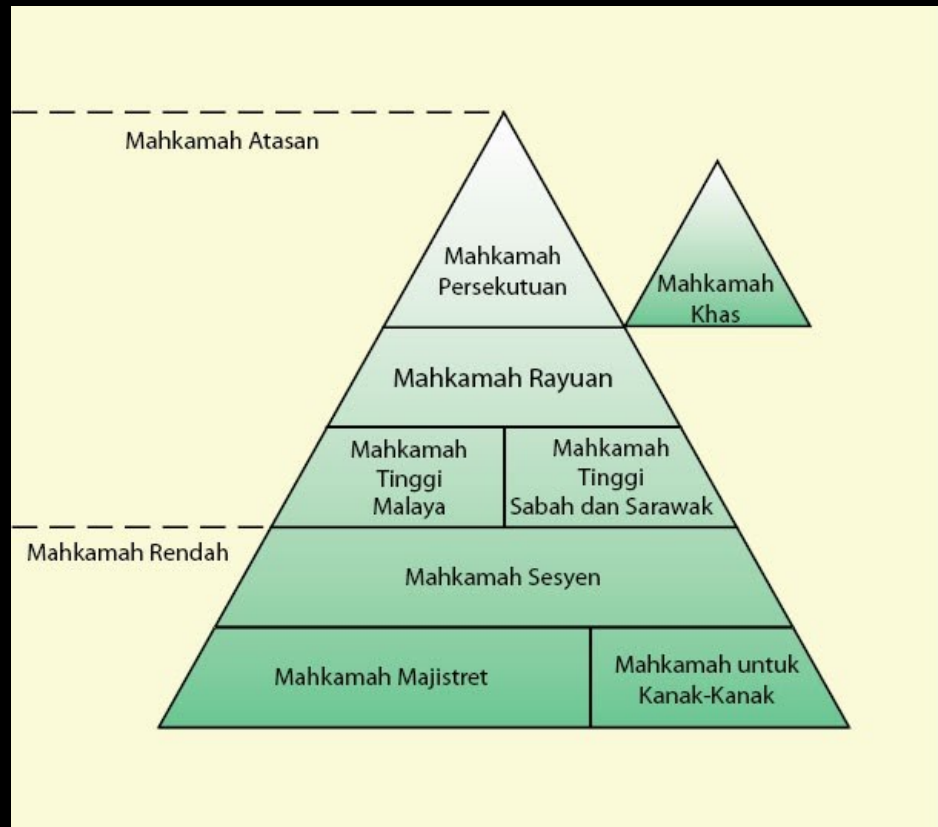 Mahkamah Atasan
Mahkamah
Persekutuan
Mahkamah
Khas
Mahkamah Rayuan
Mahkamah
Tinggi
Malaya
Mahkamah
Tinggi
Sabah dan Sarawak
Mahkamah Rendah
Mahkamah Sesyen
Mahkamah Majistret
Mahkamah untuk
Kanak-Kanak